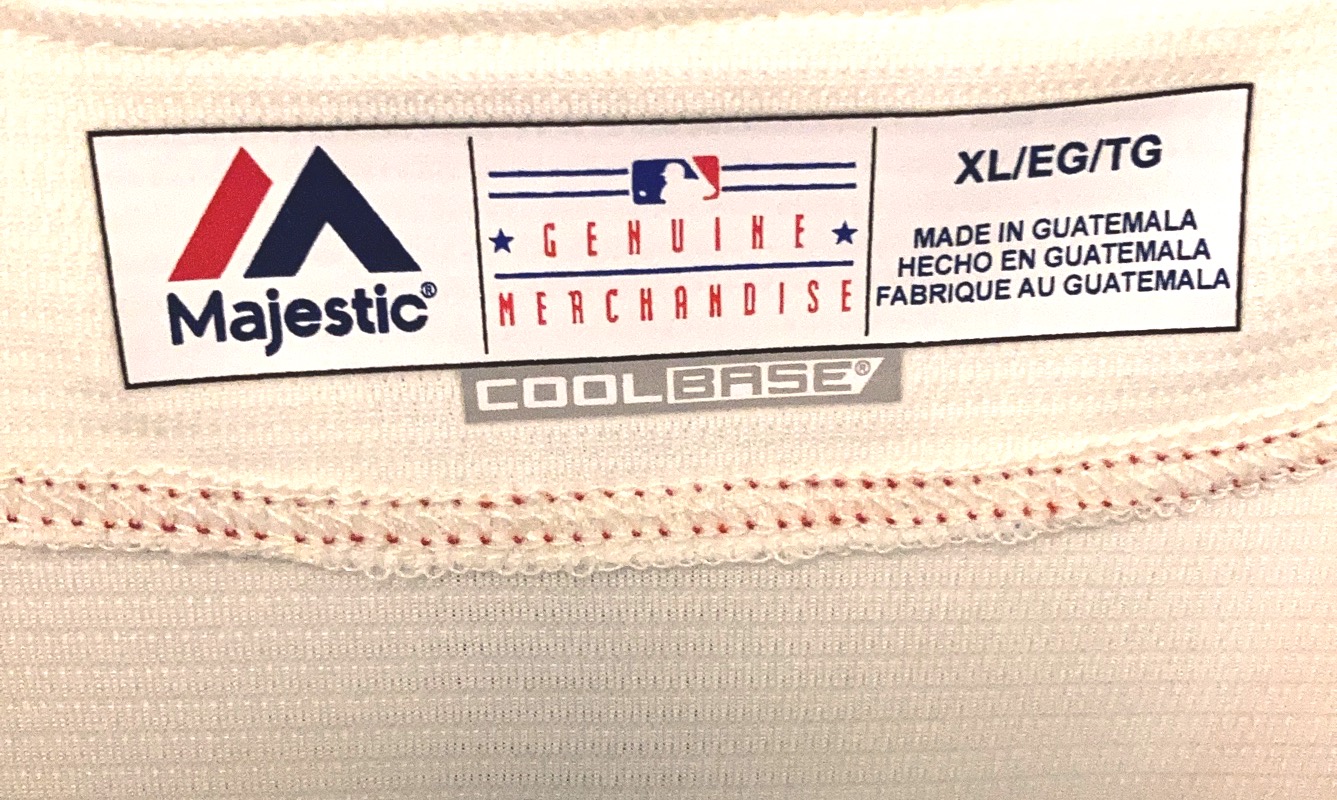 Majestic®
GENUINE
MERCHANDISE
XL/EG/TG
MADE IN GUATEMALA
HECHO EN GUATEMALA
FABRIQUE AU GUATEMALA
COOLBASE®